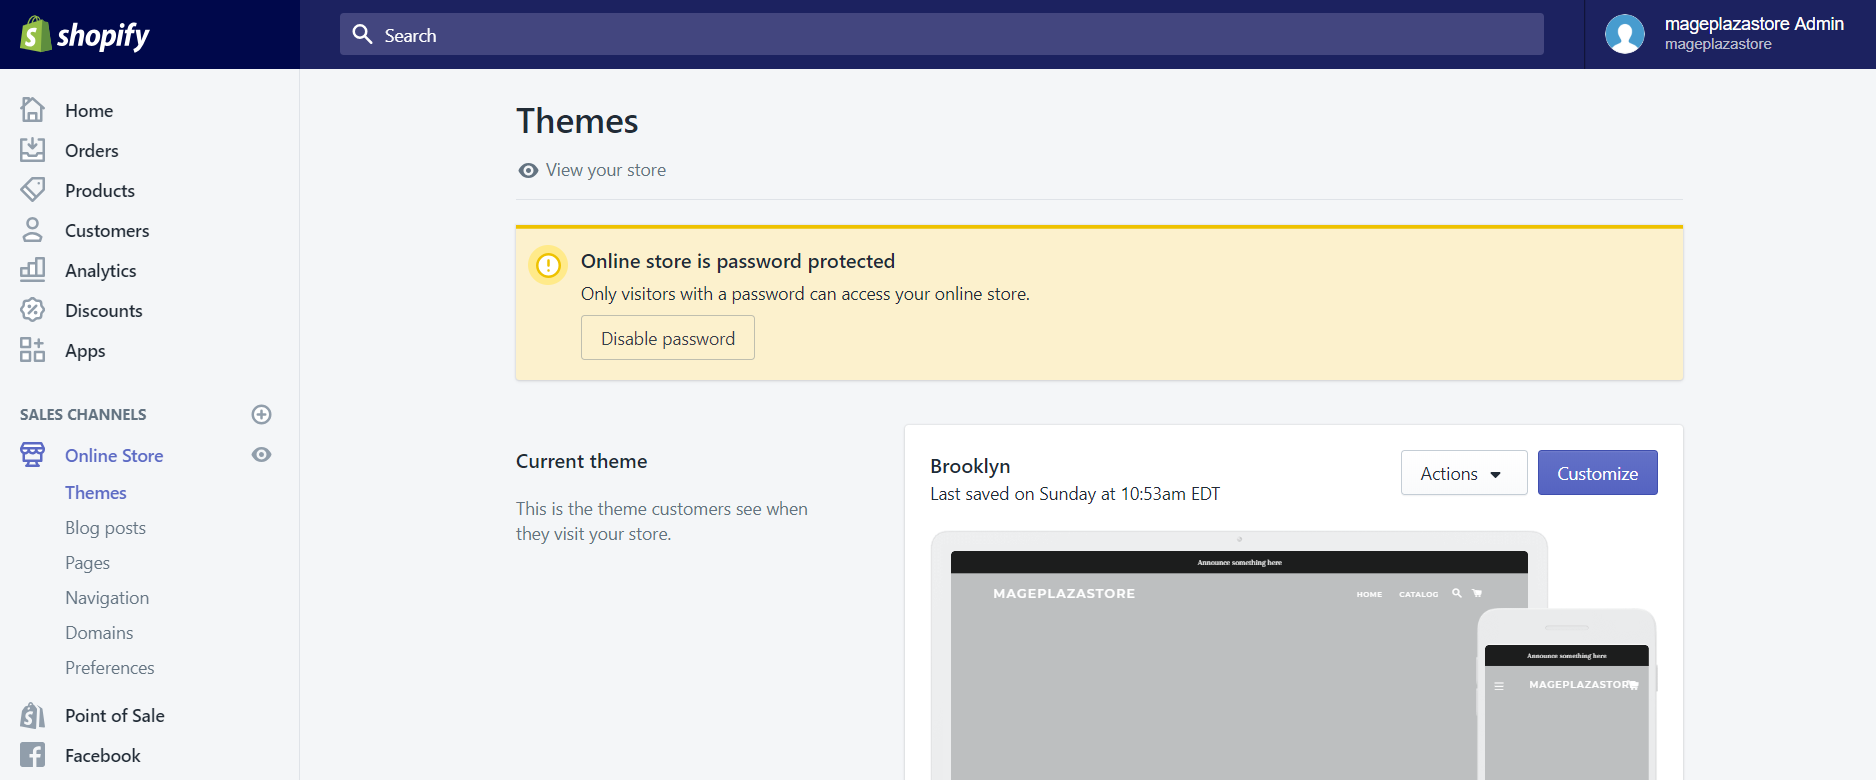 shopify
Search
mageplazastore Admin
mageplazastore
Home
Orders
Products
Customers
Analytics
Discounts
Apps
SALES CHANNELS
Online Store
Themes
Blog posts
Pages
Navigation
Domains
Preferences
Point of Sale
Facebook
Themes
View your store
Online store is password protected
Only visitors with a password can access your online store.
Disable password
Current theme
This is the theme customers see when
they visit your store.
Brooklyn
Last saved on Sunday at 10:53am EDT
Actions
Customize
Announce something here
MAGEPLAZASTORE
HOME CATALOG
Announce something here
MAGEPLAZASTOR